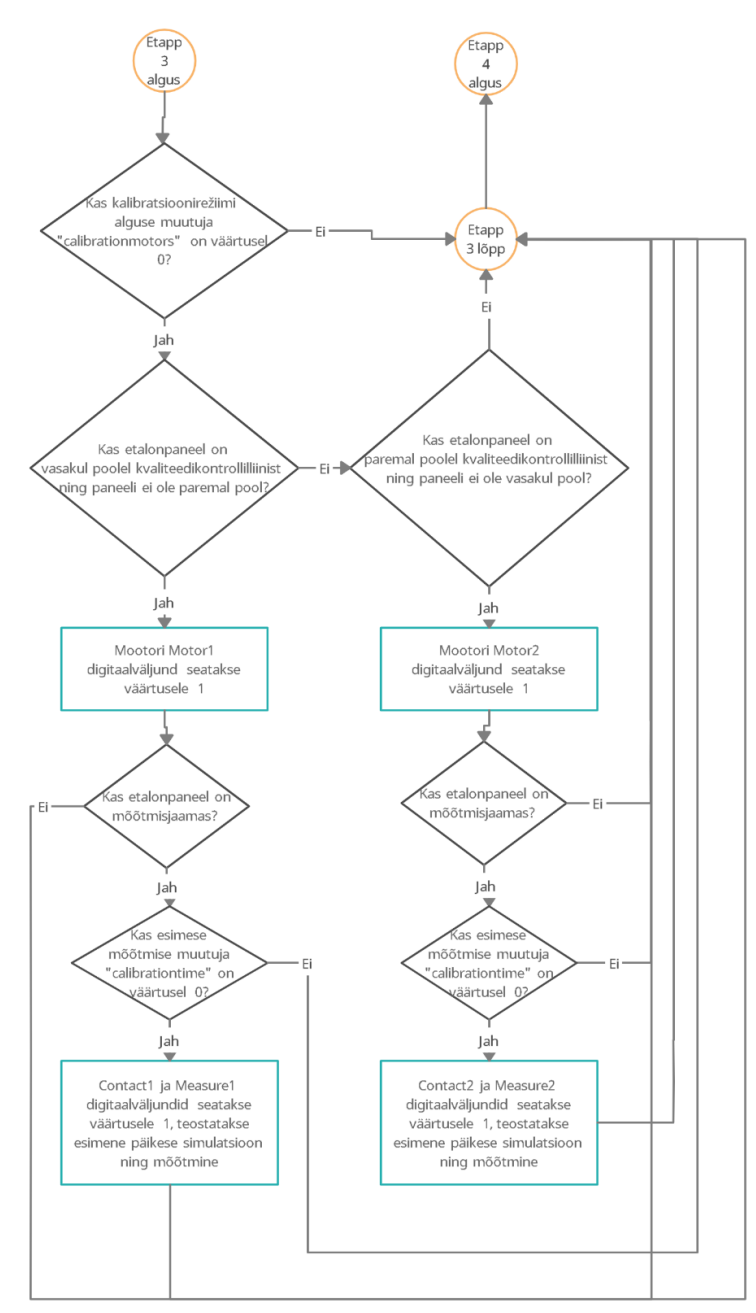 Etapp
3
algus
Etapp
4
algus
Kas kalibratsioonirežiimi
alguse muutuja
"calibrationmotors" on väärtusel
0?
Ei
Etapp
3 lõpp
Jah
Ei
Kas etalonpaneel on
vasakul poolel kvaliteedikontrollilliinist
ning paneeli ei ole paremal pool?
Ei
Kas etalonpaneel on
paremal poolel kvaliteedikontrollilliinist
ning paneeli ei ole vasakul pool?
Jah
Jah
Mootori Motor1
digitaalväljund seatakse
väärtusele 1
Mootori Motor2
digitaalväljund seatakse
väärtusele 1
Ei
Kas etalonpaneel on
mõõtmisjaamas?
Kas etalonpaneel on
mõõtmisjaamas?
Ei
Jah
Jah
Kas esimese
mõõtmise muutuja
"calibrationtime" on
väärtusel 0?
Ei
Kas esimese
mõõtmise muutuja
"calibrationtime" on
väärtusel 0?
Ei
Jah
Jah
Contact1 ja Measure1
digitaalväljundid seatakse
väärtusele 1, teostatakse
esimene päikese simulatsioon
ning mõõtmine
Contact2 ja Measure2
digitaalväljundid seatakse
väärtusele 1, teostatakse
esimene päikese simulatsioon
ning mõõtmine